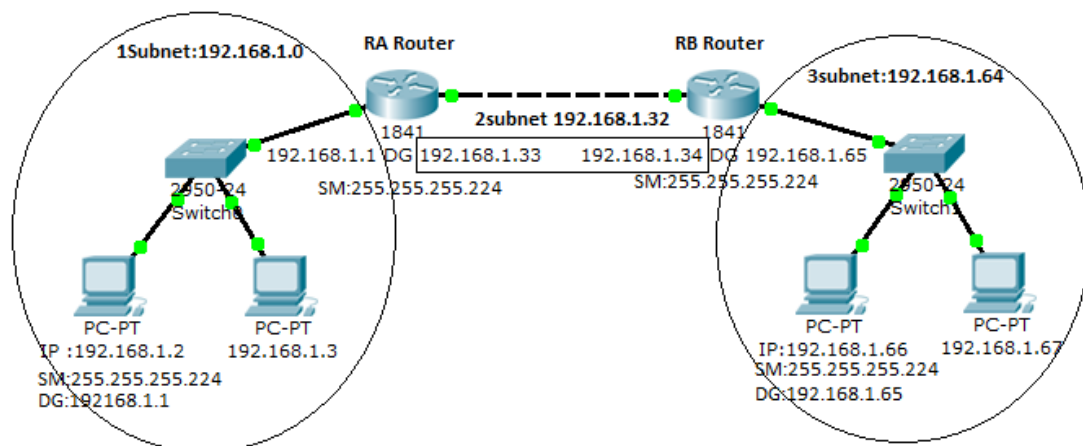 RA Router
RB Router
1Subnet:192.168.1.0
3subnet:192.168.1.64
2subnet 192.168.1.32
1841
1841
192.168.1.1 DG
192.168.1.33
192.168.1.34
DG 192.168.1.65
SM:255.255.255.224
SM:255.255.255.224
2950-24
Switch0
2950-24
Switch1
PC-PT
IP :192.168.1.2
SM:255.255.255.224
DG:192168.1.1
PC-PT
192.168.1.3
PC-PT
IP:192.168.1.66
SM:255.255.255.224
DG:192.168.1.65
PC-PT
192.168.1.67